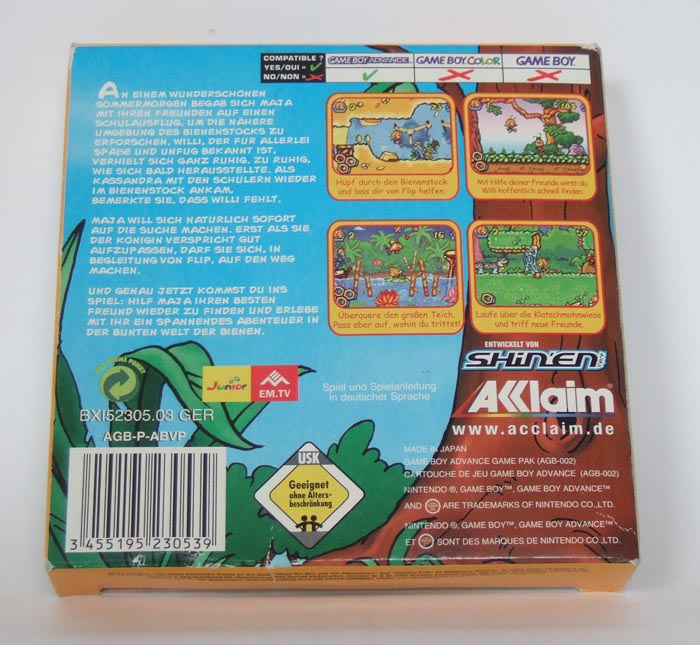 COMPATIBLE ?
YES/OUI =
NO/NON =
GAME BOY ADVANCE
GAME BOY COLOR
GAME BOY
AN EINEM WUNDERSCHÖNEN
SOMMERMORGEN BEGAB SICH MAJA
MIT IHREN FREUNDEN AUF EINEN
SCHULAUSFLUG, UM DIE NÄHERE
UMGEBUNG DES BIENENSTOCKS ZU
ERFORSCHEN. WILLI, DER FÜR ALLERLEI
SPÄßE UND UNFUG BEKANNT IST,
VERHIELT SICH GANZ RUHIG. ZU RUHIG,
WIE SICH BALD HERAUSSTELLTE. ALS
KASSANDRA MIT DEN SCHÜLERN WIEDER
IM BIENENSTOCK ANKAM,
BEMERKTE SIE, DASS WILLI FEHLT.
MAJA WILL SICH NATÜRLICH SOFORT
AUF DIE SUCHE MACHEN. ERST ALS SIE
DER KÖNIGIN VERSPRICHT GUT
AUFZUPASSEN, DARF SIE SICH, IN
BEGLEITUNG VON FLIP, AUF DEN WEG
MACHEN.
UND GENAU JETZT KOMMST DU INS
SPIEL: HILF MAJA IHREN BESTEN
FREUND WIEDER ZU FINDEN UND ERLEBE
MIT IHR EIN SPANNENDES ABENTEUER IN
DER BUNTEN WELT DER BIENEN.
Hüpf durch den Bienenstock
und lass dir von Flip helfen.
Mit Hilfe deiner Freunde wirst du
Willi hoffentlich schnell finden.
Überquere den großen Teich.
Pass aber auf, wohin du trittst!
Laufe über die Klatschmohnwiese
und triff neue Freunde.
ENTWICKELT VON
SHIN'EN
AKKlaim
www.acclaim.de
Junior
EM.TV
Spiel und Spielanleitung
in deutscher Sprache
BXI52305.03 GER
AGB-P-ABVP
3 455195 230539
USK
Geeignet
ohne Alters-
beschränkung
MADE IN JAPAN
GAME BOY ADVANCE GAME PAK (AGB-002)
CARTOUCHE DE JEU GAME BOY ADVANCE (AGB-002)
NINTENDO ®, GAME BOY™, GAME BOY ADVANCE™
AND ARE TRADEMARKS OF NINTENDO CO.,LTD.
NINTENDO ®, GAME BOY™, GAME BOY ADVANCE™
ET SONT DES MARQUES DE NINTENDO CO.,LTD.